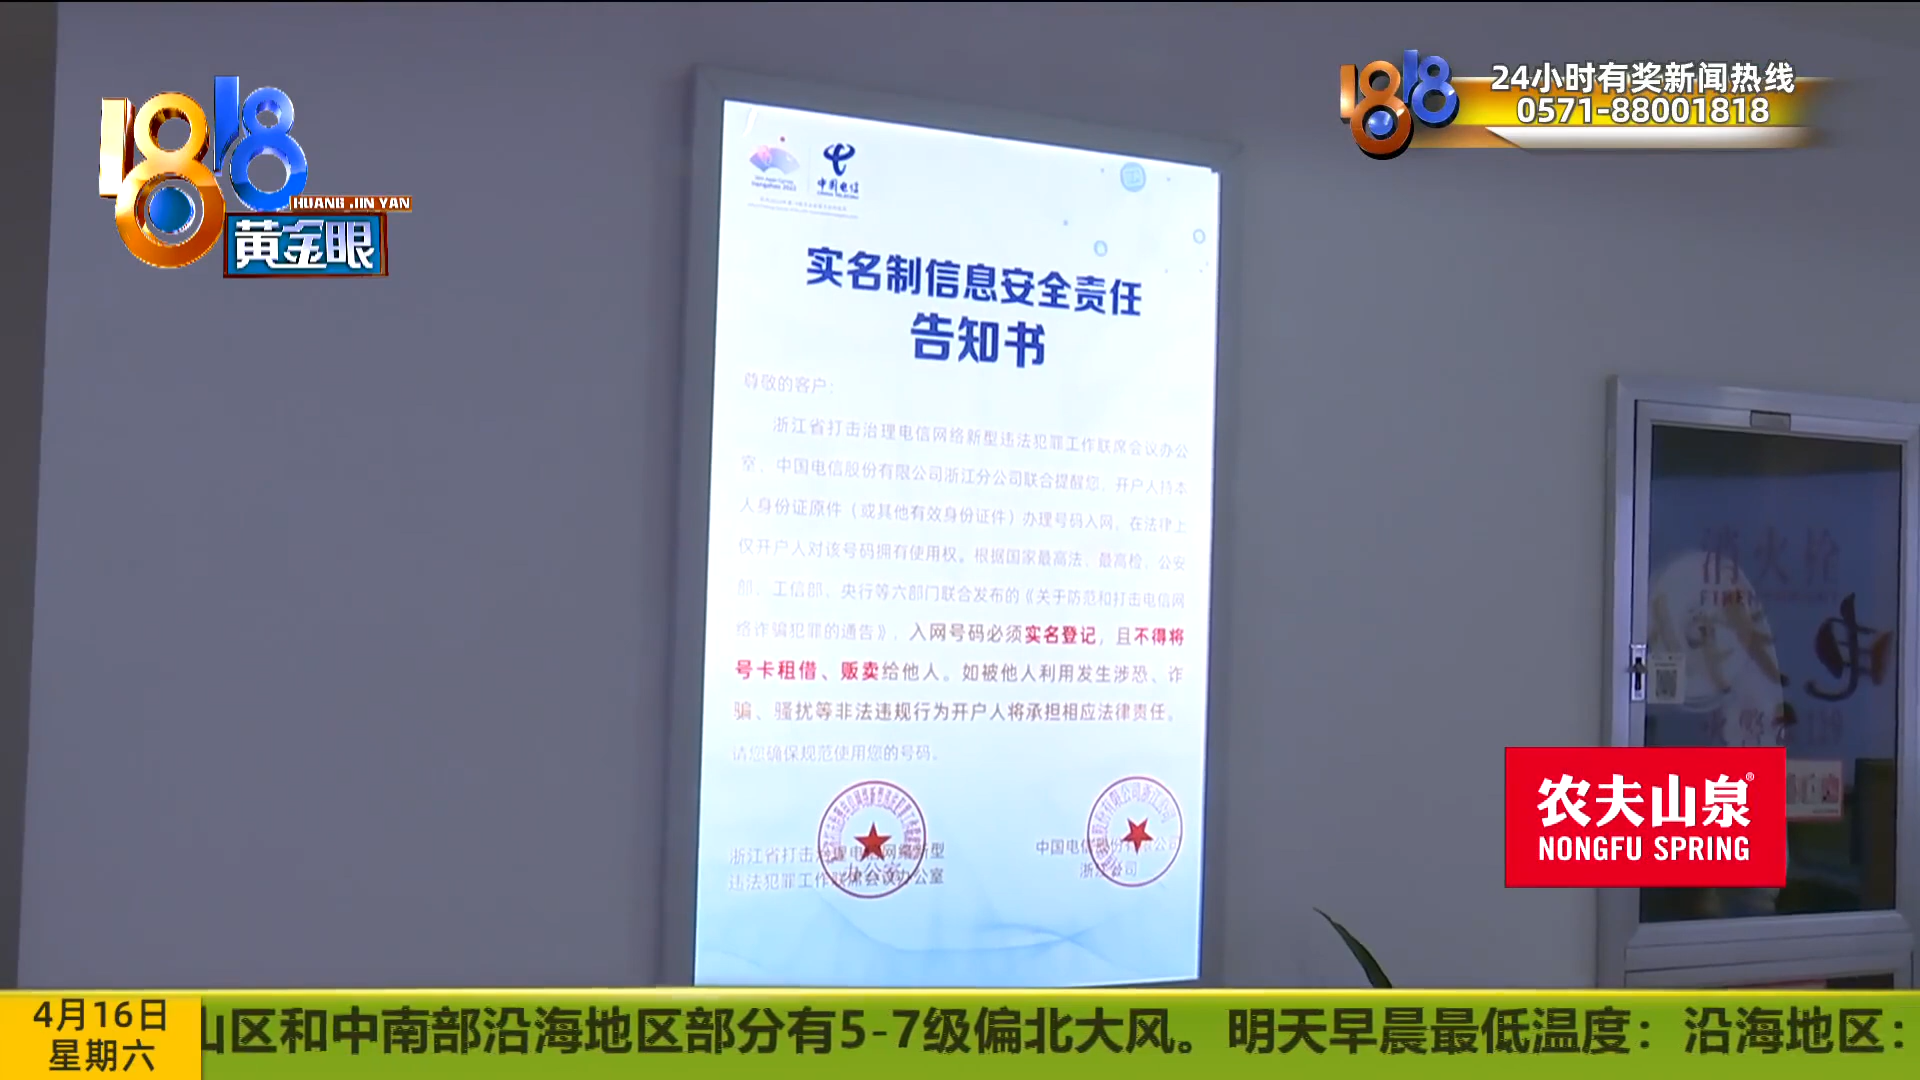 1818
HUANG JIN YAN
黄金眼
1818
24小时有奖新闻热线
0571-88001818
中国电信
实名制信息安全责任
告知书
尊敬的客户：
浙江省打击治理电信网络新型违法犯罪工作联席会议办公
室、中国电信股份有限公司浙江分公司联合提醒您，开户人持本
人身份证原件（或其他有效身份证件）办理号码入网，在法律上
仅开户人对该号码拥有使用权。根据国家最高法、最高检、公安
部、工信部、央行等六部门联合发布的《关于防范和打击电信网
络诈骗犯罪的通告》，入网号码必须实名登记，且不得将
号卡租借、贩卖给他人。如被他人利用发生涉恐、诈
骗、骚扰等非法违规行为开户人将承担相应法律责任。
请您确保规范使用您的号码。
浙江省打击治理电信网络新型
违法犯罪工作联席会议办公室
中国电信股份有限公司
浙江省司
消火栓
农夫山泉®
NONGFU SPRING
4月16日
星期六
山区和中南部沿海地区部分有5-7级偏北大风。明天早晨最低温度：沿海地区：